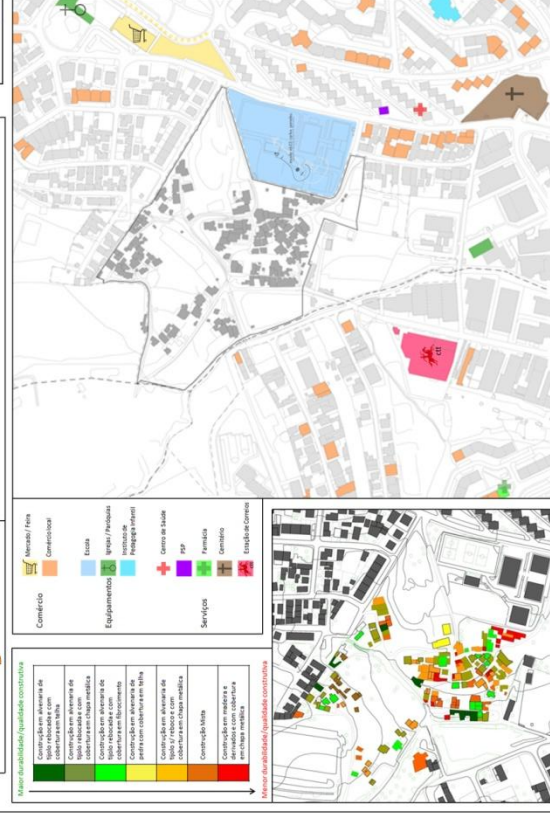 Comércio
Mercado / Feira
Comércio local
Equipamentos
Escola
Igrejas / Paróquias
Instituto de
Pedagogia Infantil
Serviços
Centro de Saúde
PSP
Farmácia
Cemitério
Estação de Correios
Maior durabilidade/qualidade construtiva
Construção em alvenaria de
tijolo rebocada e com
cobertura em telha
Construção em alvenaria de
tijolo rebocada e com
cobertura em chapa metálica
Construção em alvenaria de
tijolo rebocada e com
cobertura em fibrocimento
Construção em alvenaria de
pedra com cobertura em telha
Construção em alvenaria de
tijolo s/ reboco e com
cobertura em chapa metálica
Construção Mista
Construção em madeira e
derivados e com cobertura
em chapa metálica
Menor durabilidade/qualidade construtiva
ctt